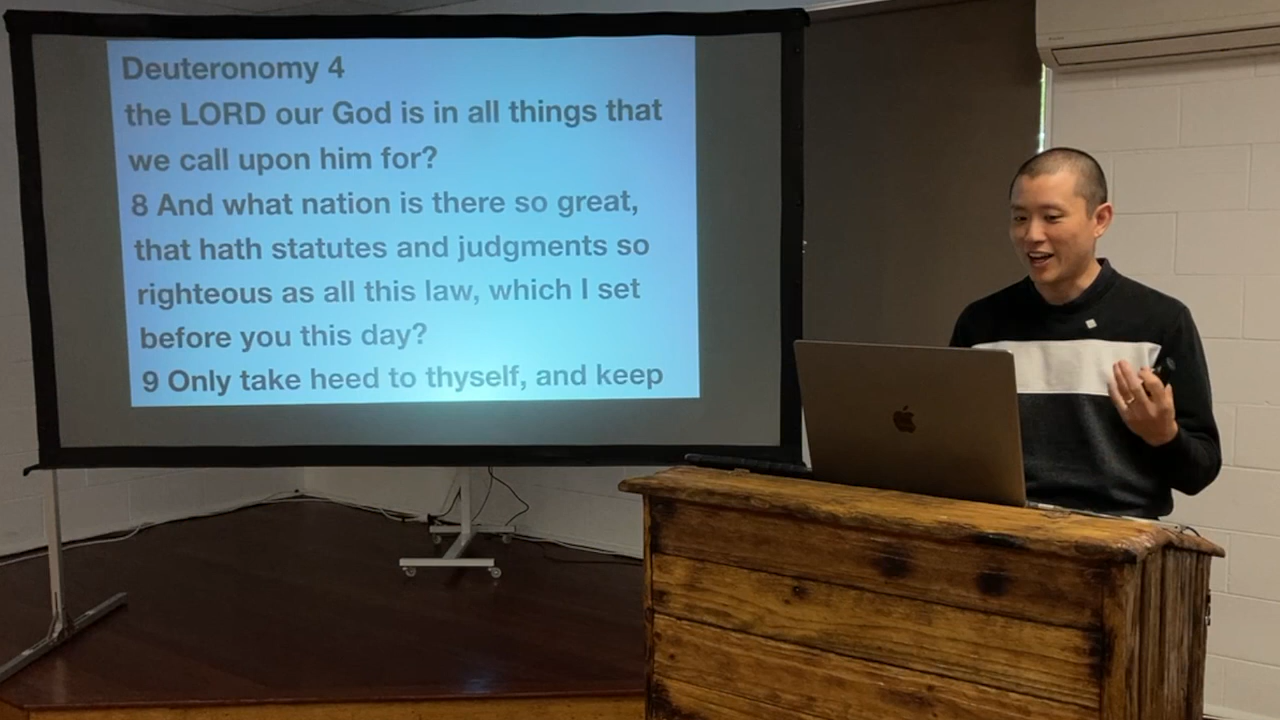 Deuteronomy 4
the LORD our God is in all things that
we call upon him for?
8 And what nation is there so great,
that hath statutes and judgments so
righteous as all this law, which I set
before you this day?
9 Only take heed to thyself, and keep